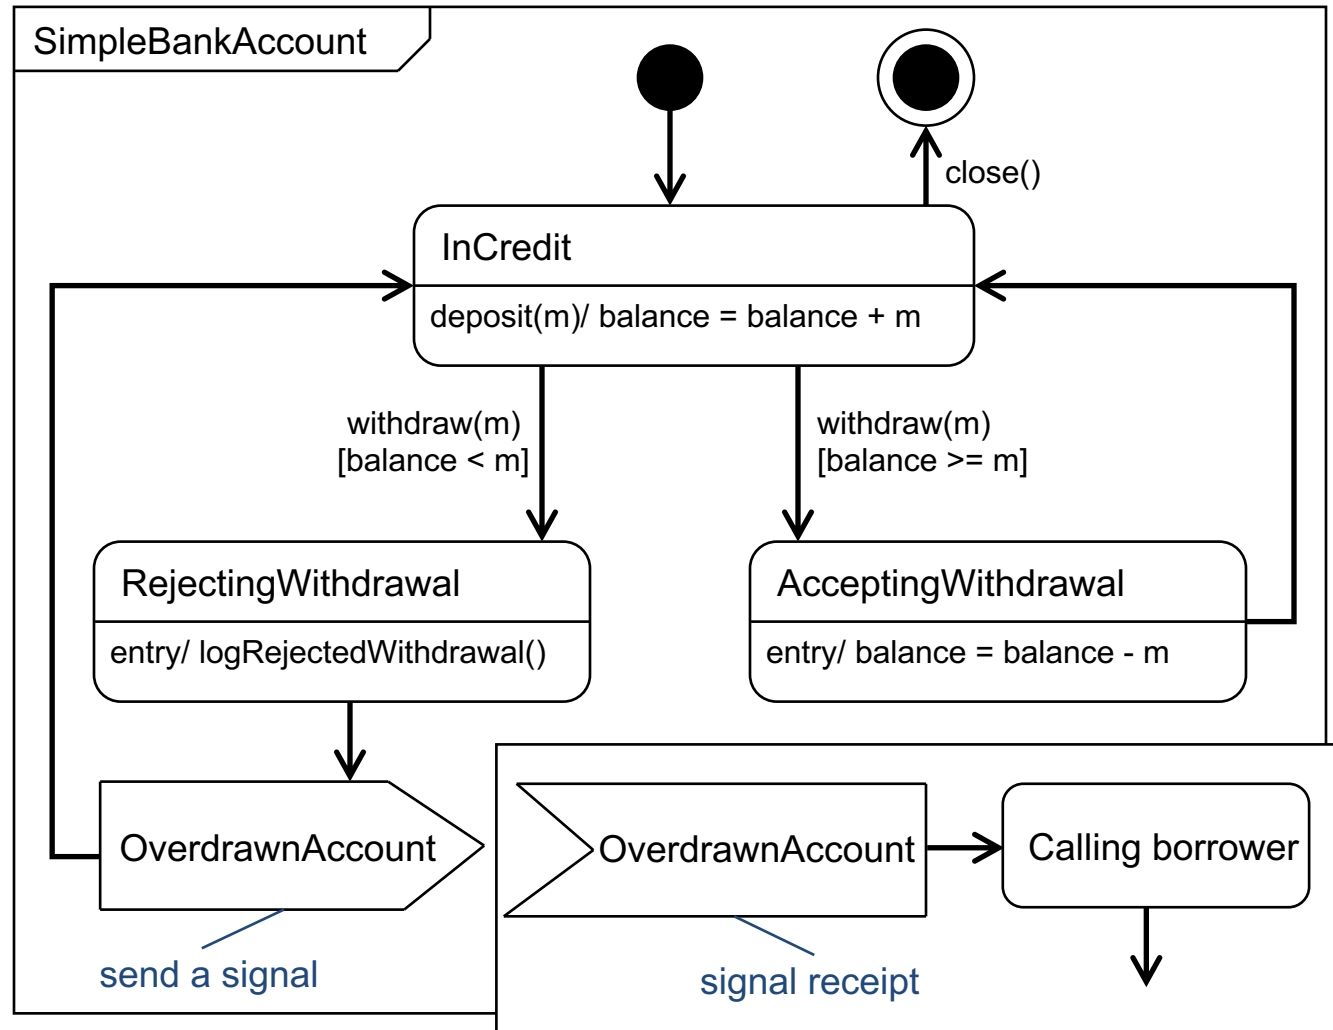 SimpleBankAccount
close()
InCredit
deposit(m)/ balance = balance + m
withdraw(m)
[balance < m]
withdraw(m)
[balance >= m]
RejectingWithdrawal
entry/ logRejectedWithdrawal()
AcceptingWithdrawal
entry/ balance = balance - m
OverdrawnAccount
OverdrawnAccount
Calling borrower
send a signal
signal receipt